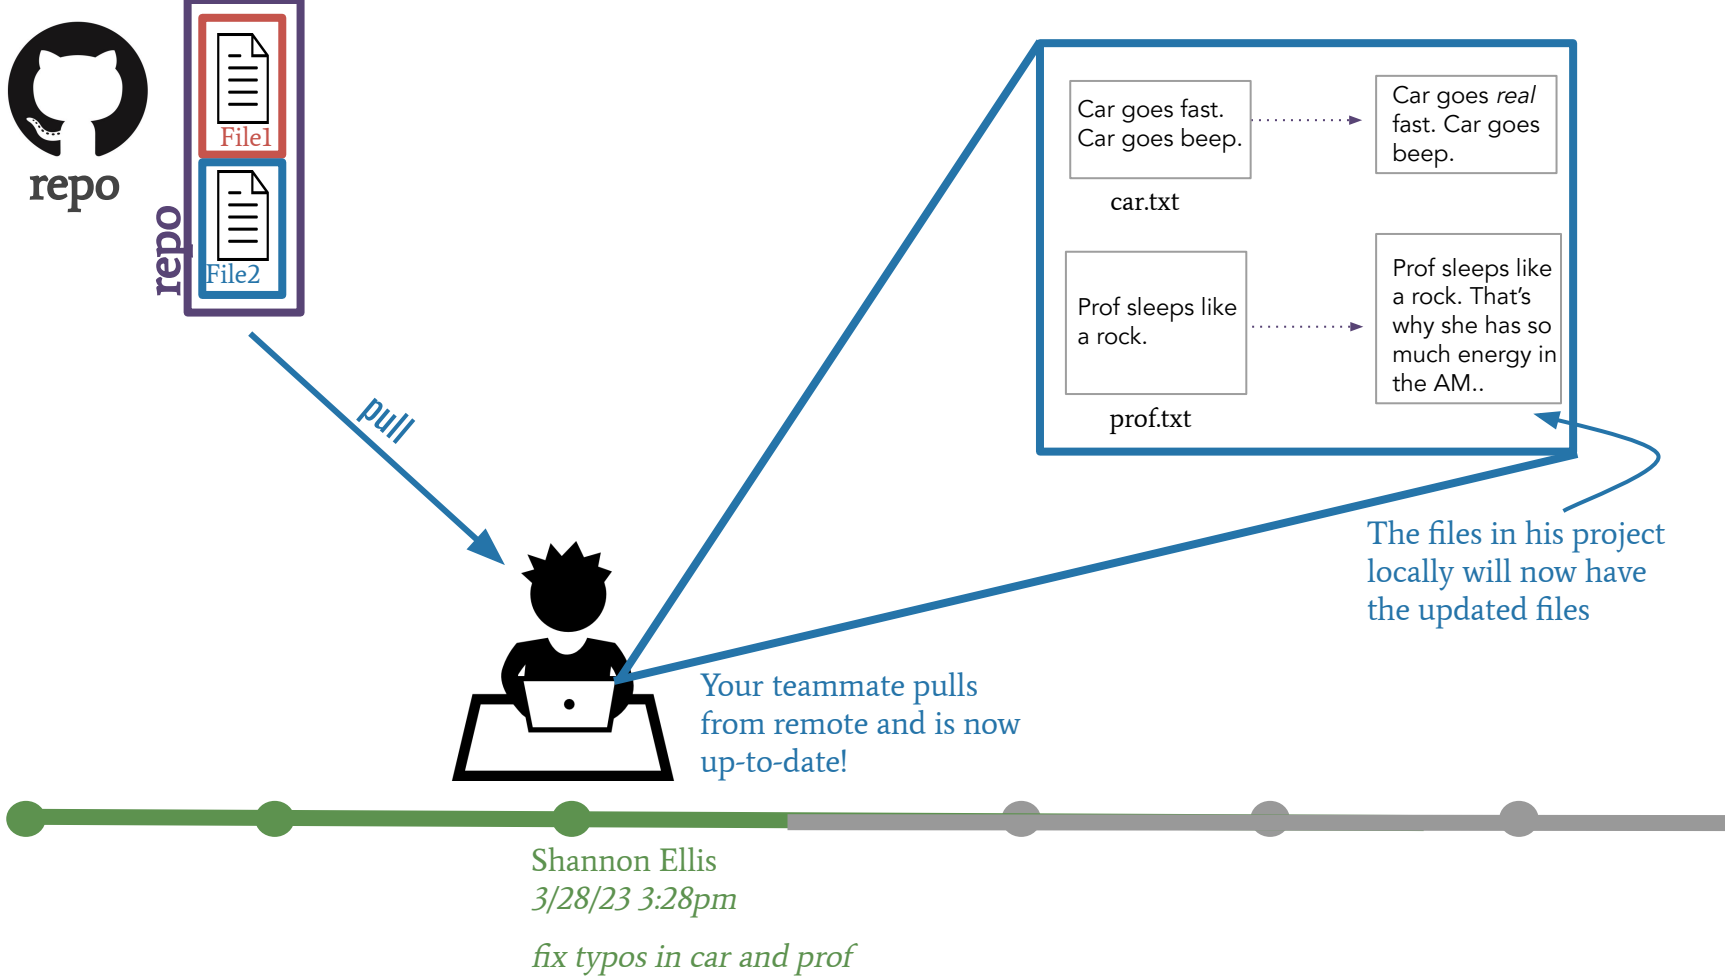 repo
repo
File1
File2
pull
Car goes fast.
Car goes beep.
car.txt
Car goes real
fast. Car goes
beep.
Prof sleeps like
a rock.
prof.txt
Prof sleeps like
a rock. That's
why she has so
much energy in
the AM..
The files in his project
locally will now have
the updated files
Your teammate pulls
from remote and is now
up-to-date!
Shannon Ellis
3/28/23 3:28pm
fix typos in car and prof